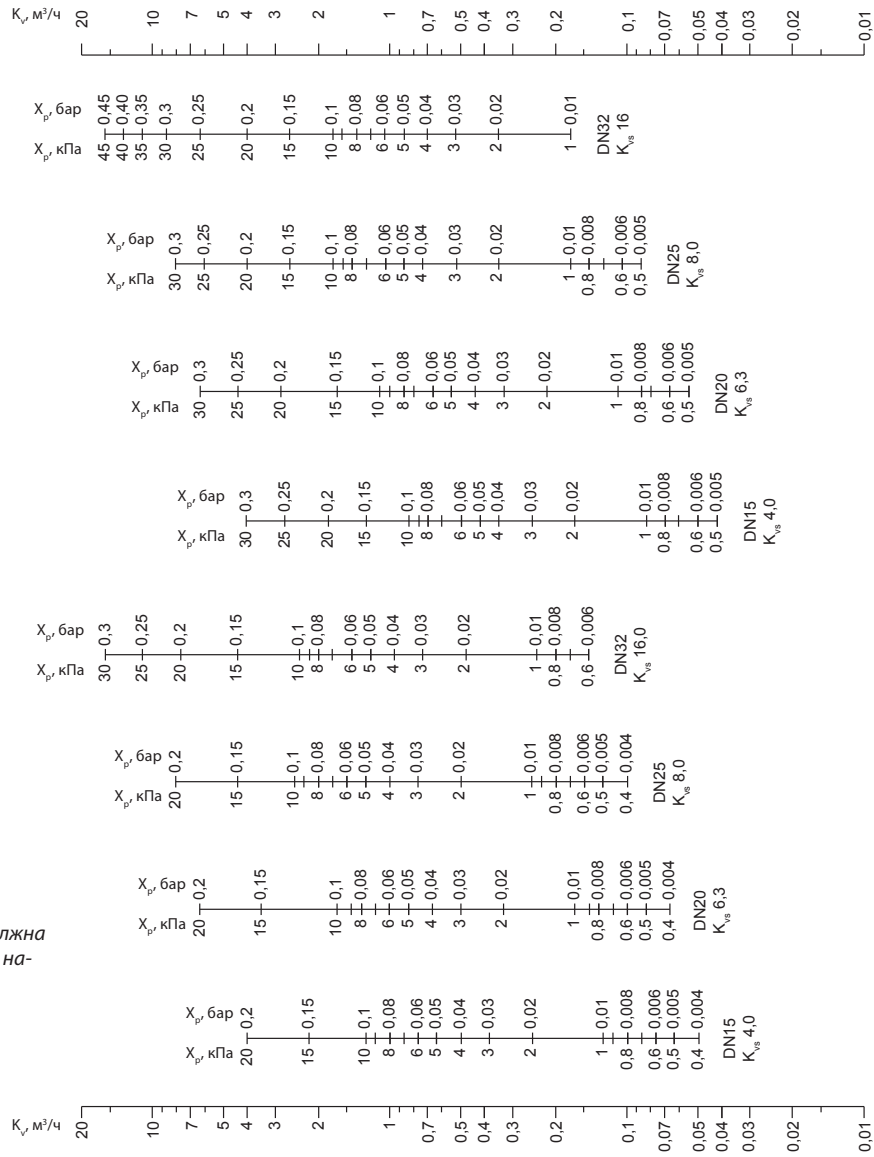 Kv, м³/ч
20 10 7 5 4 3 2 1 0,7 0,5 0,4 0,3 0,2 0,1 0,07 0,05 0,04 0,03 0,02 0,01
Xp, бар 0,45 0,40 0,35 0,3 0,25 0,2 0,15 0,1 0,08 0,06 0,05 0,04 0,03 0,02 0,01
Xp, кПа 45 40 35 30 25 20 15 10 8 6 5 4 3 2 1
DN32
Kvs 16
Xp, бар 0,3 0,25 0,2 0,15 0,1 0,08 0,06 0,05 0,04 0,03 0,02 0,01 0,008 0,006 0,005
Xp, кПа 30 25 20 15 10 8 6 5 4 3 2 1 0,8 0,6 0,5
DN25
Kvs 8,0
Xp, бар 0,3 0,25 0,2 0,15 0,1 0,08 0,06 0,05 0,04 0,03 0,02 0,01 0,008 0,006 0,005
Xp, кПа 30 25 20 15 10 8 6 5 4 3 2 1 0,8 0,6 0,5
DN20
Kvs 6,3
Xp, бар 0,3 0,25 0,2 0,15 0,1 0,08 0,06 0,05 0,04 0,03 0,02 0,01 0,008 0,006 0,005
Xp, кПа 30 25 20 15 10 8 6 5 4 3 2 1 0,8 0,6 0,5
DN15
Kvs 4,0
Xp, бар 0,3 0,25 0,2 0,15 0,1 0,08 0,06 0,05 0,04 0,03 0,02 0,01 0,008 0,006
Xp, кПа 30 25 20 15 10 8 6 5 4 3 2 1 0,8 0,6
DN32
Kvs 16,0
Xp, бар 0,2 0,15 0,1 0,08 0,06 0,05 0,04 0,03 0,02 0,01 0,008 0,006 0,005 0,004
Xp, кПа 20 15 10 8 6 5 4 3 2 1 0,8 0,6 0,5 0,4
DN25
Kvs 8,0
Xp, бар 0,2 0,15 0,1 0,08 0,06 0,05 0,04 0,03 0,02 0,01 0,008 0,006 0,005 0,004
Xp, кПа 20 15 10 8 6 5 4 3 2 1 0,8 0,6 0,5 0,4
DN20
Kvs 6,3
лжна
на-
Xp, бар 0,2 0,15 0,1 0,08 0,06 0,05 0,04 0,03 0,02 0,01 0,008 0,006 0,005 0,004
Xp, кПа 20 15 10 8 6 5 4 3 2 1 0,8 0,6 0,5 0,4
DN15
Kvs 4,0
Kv, м³/ч
20 10 7 5 4 3 2 1 0,7 0,5 0,4 0,3 0,2 0,1 0,07 0,05 0,04 0,03 0,02 0,01